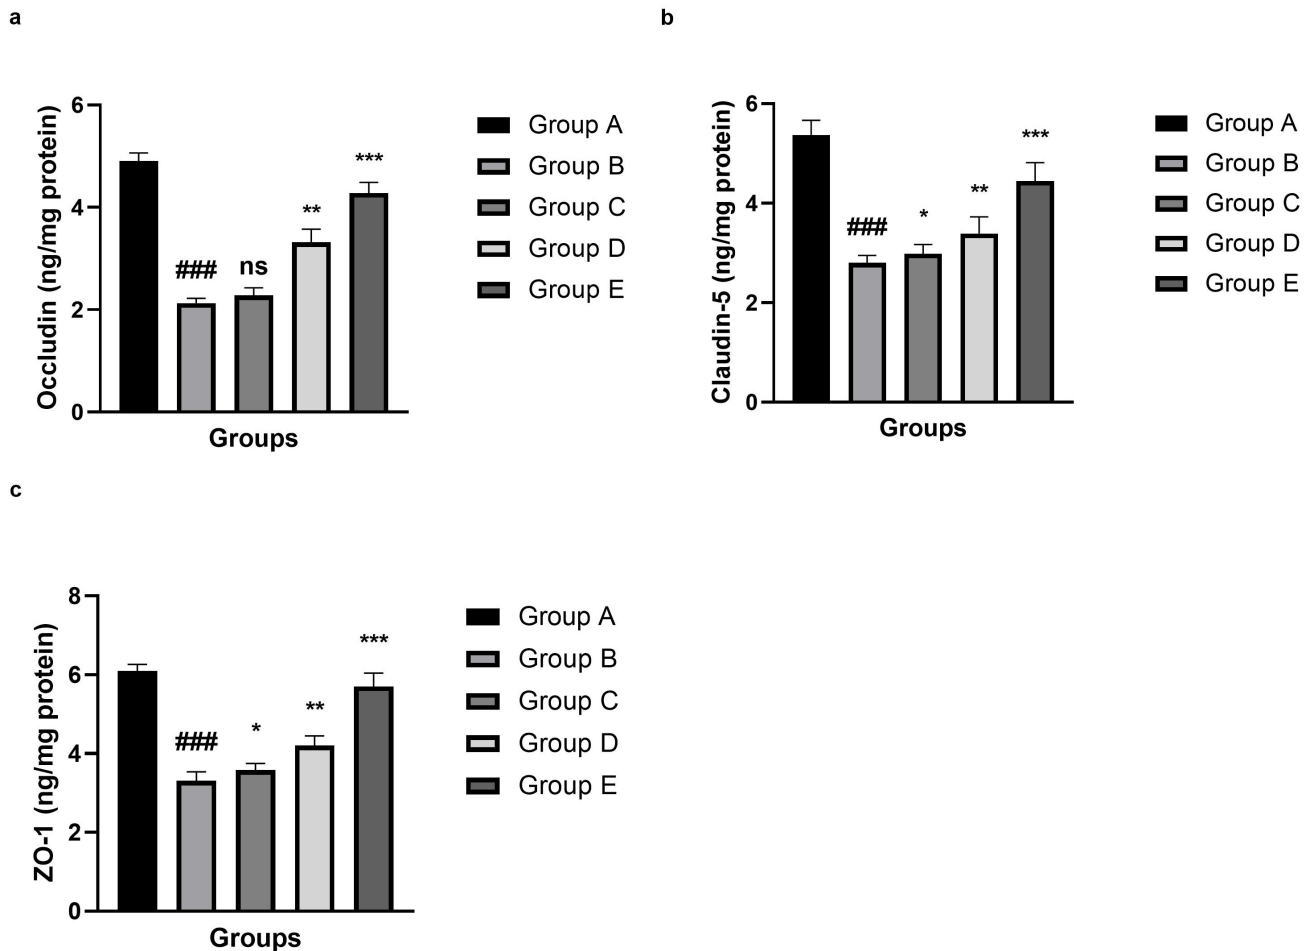 a
Occludin (ng/mg protein)
6
4
2
0
###
ns
**
***
Groups
Group A
Group B
Group C
Group D
Group E
b
Claudin-5 (ng/mg protein)
6
4
2
0
###
*
**
***
Groups
Group A
Group B
Group C
Group D
Group E
c
ZO-1 (ng/mg protein)
8
6
4
2
0
###
*
**
***
Groups
Group A
Group B
Group C
Group D
Group E